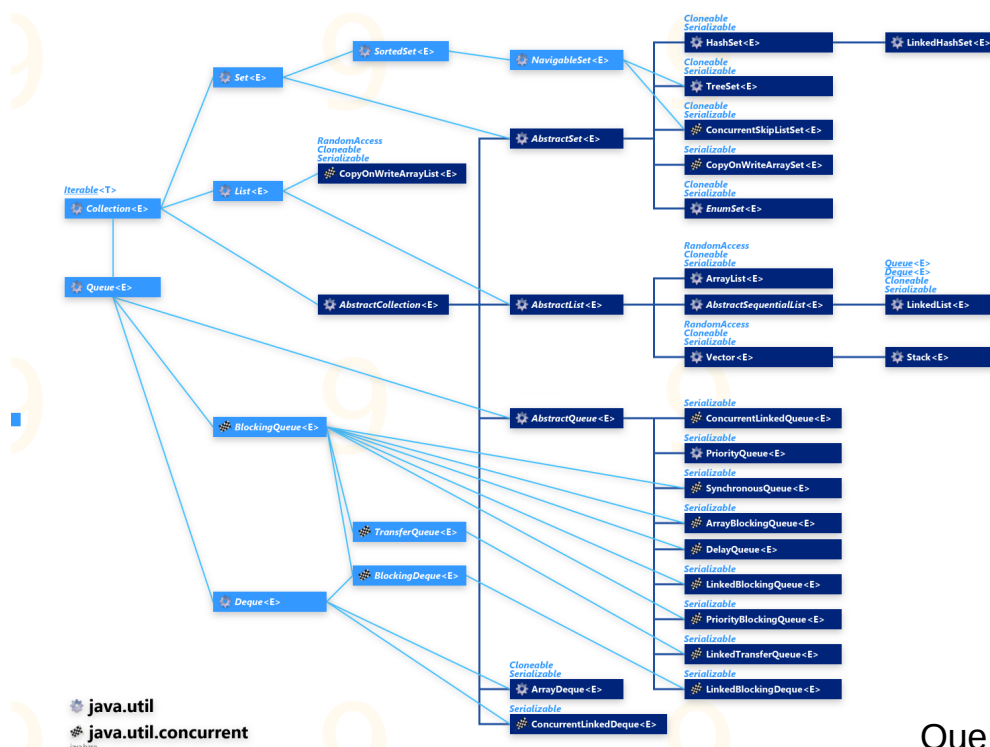 Cloneable
Serializable
HashSet<E>
LinkedHashSet<E>
SortedSet<E>
NavigableSet<E>
Set<E>
Cloneable
Serializable
TreeSet<E>
Cloneable
Serializable
ConcurrentSkipListSet<E>
AbstractSet<E>
RandomAccess
Cloneable
Serializable
CopyOnWriteArrayList<E>
Serializable
CopyOnWriteArraySet<E>
Iterable<T>
Collection<E>
List<E>
Cloneable
Serializable
EnumSet<E>
RandomAccess
Cloneable
Serializable
ArrayList<E>
Queue<E>
Queue<E>
Deque<E>
Cloneable
Serializable
AbstractCollection<E>
AbstractList<E>
AbstractSequentialList<E>
LinkedList<E>
RandomAccess
Cloneable
Serializable
Vector<E>
Stack<E>
AbstractQueue<E>
Serializable
ConcurrentLinkedQueue<E>
BlockingQueue<E>
Serializable
PriorityQueue<E>
Serializable
SynchronousQueue<E>
Serializable
ArrayBlockingQueue<E>
TransferQueue<E>
DelayQueue<E>
BlockingDeque<E>
Serializable
LinkedBlockingQueue<E>
Deque<E>
Serializable
PriorityBlockingQueue<E>
Serializable
LinkedTransferQueue<E>
Cloneable
Serializable
ArrayDeque<E>
Serializable
LinkedBlockingDeque<E>
Serializable
ConcurrentLinkedDeque<E>
java.util
java.util.concurrent
Que